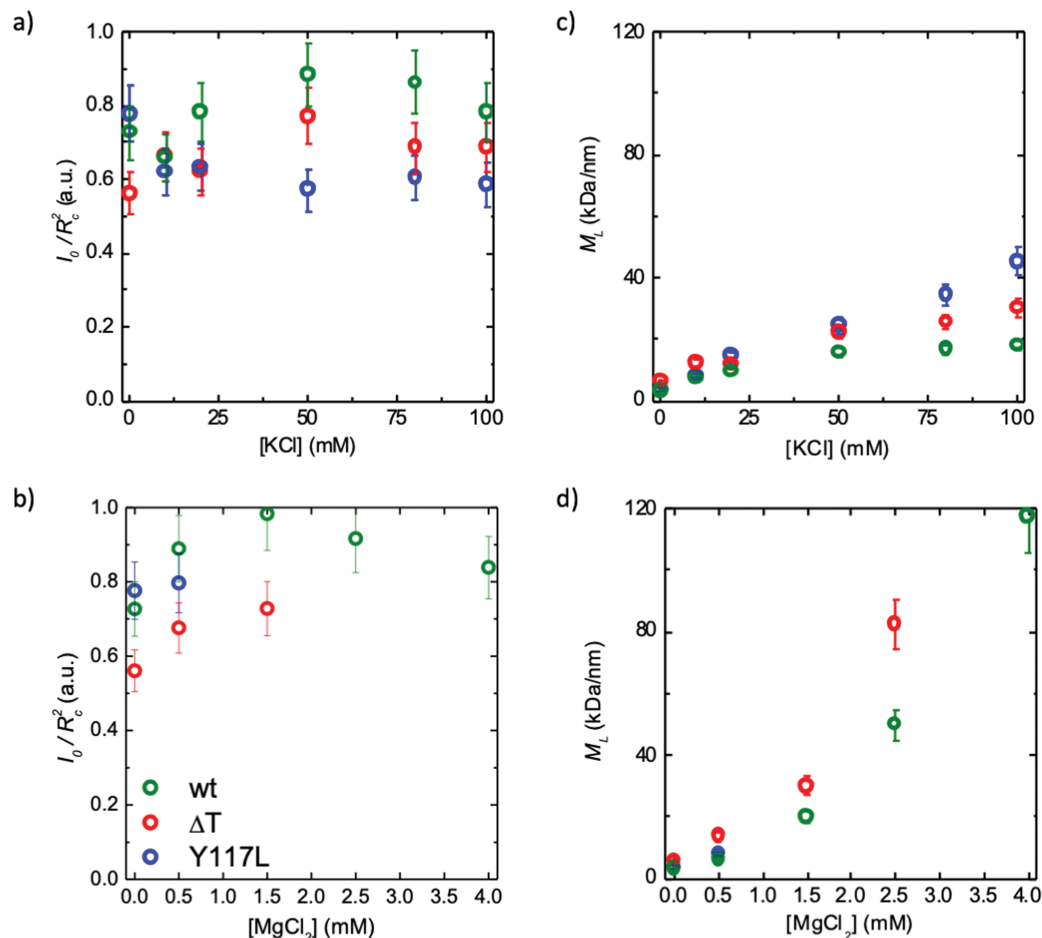 a)
1.0
0.8
0.6
0.4
0.2
0.0
I₀ / R_c² (a.u.)
0 25 50 75 100
[KCl] (mM)
c)
120
80
40
0
M_L (kDa/nm)
0 25 50 75 100
[KCl] (mM)
b)
1.0
0.8
0.6
0.4
0.2
0.0
I₀ / R_c² (a.u.)
wt
ΔT
Y117L
0.0 0.5 1.0 1.5 2.0 2.5 3.0 3.5 4.0
[MgCl₂] (mM)
d)
120
80
40
0
M_L (kDa/nm)
0.0 0.5 1.0 1.5 2.0 2.5 3.0 3.5 4.0
[MgCl₂] (mM)